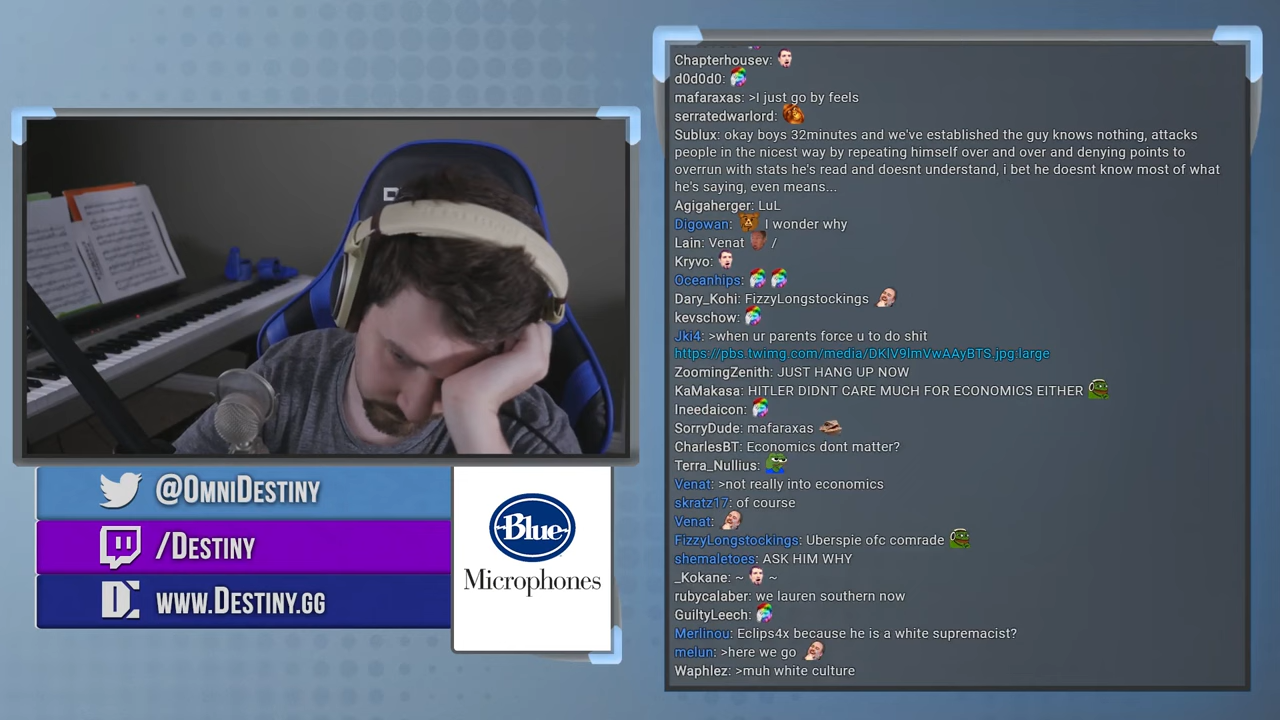 Chapterhousev:
d0d0d0:
mafaraxas: >I just go by feels
serratedwarlord:
Sublux: okay boys 32minutes and we've established the guy knows nothing, attacks
people in the nicest way by repeating himself over and over and denying points to
overrun with stats he's read and doesnt understand, i bet he doesnt know most of what
he's saying, even means...
Agigaherger: LuL
Digowan: I wonder why
Lain: Venat /
Kryvo:
Oceanhips:
Dary_Kohi: FizzyLongstockings
kevschow:
Jki4: >when ur parents force u to do shit
https://pbs.twimg.com/media/DKlV9lmVwAAyBTS.jpg:large
ZoomingZenith: JUST HANG UP NOW
KaMakasa: HITLER DIDNT CARE MUCH FOR ECONOMICS EITHER
Ineedaicon:
SorryDude: mafaraxas
CharlesBT: Economics dont matter?
Terra_Nullius:
Venat: >not really into economics
skratz17: of course
Venat:
FizzyLongstockings: Uberspie ofc comrade
shemaletoes: ASK HIM WHY
_Kokane: ~ ~
rubycalaber: we lauren southern now
GuiltyLeech:
Merlinou: Eclips4x because he is a white supremacist?
melun: >here we go
Waphlez: >muh white culture
@OmniDestiny
/Destiny
www.Destiny.gg
Blue
Microphones